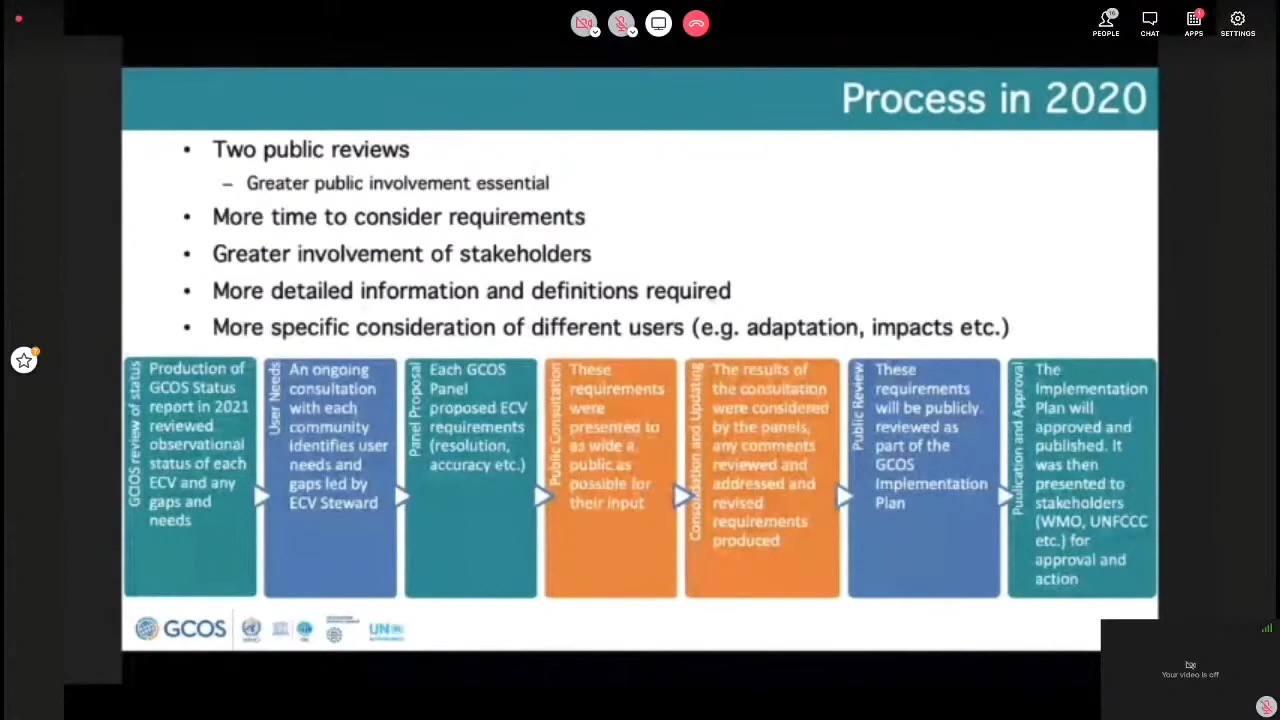 PEOPLE
16
CHAT
APPS
1
SETTINGS
Process in 2020
• Two public reviews
– Greater public involvement essential
• More time to consider requirements
• Greater involvement of stakeholders
• More detailed information and definitions required
• More specific consideration of different users (e.g. adaptation, impacts etc.)
GCOS review of status
Production of
GCOS Status
report in 2021
reviewed
observational
status of each
ECV and any
gaps and
needs
User Needs
An ongoing
consultation
with each
community
identifies user
needs and
gaps led by
ECV Steward
Panel Proposal
Each GCOS
Panel
proposed ECV
requirements
(resolution,
accuracy etc.)
Public Consultation
These
requirements
were
presented to
as wide a
public as
possible for
their input
Consolidation and Updating
The results of
the consultation
were considered
by the panels,
any comments
reviewed and
addressed and
revised
requirements
produced
Public Review
These
requirements
will be publicly
reviewed as
part of the
GCOS
Implementation
Plan
Publication and Approval
The
Implementation
Plan will
approved and
published. It
was then
presented to
stakeholders
(WMO, UNFCCC
etc.) for
approval and
action
GCOS
UN
Your video is off